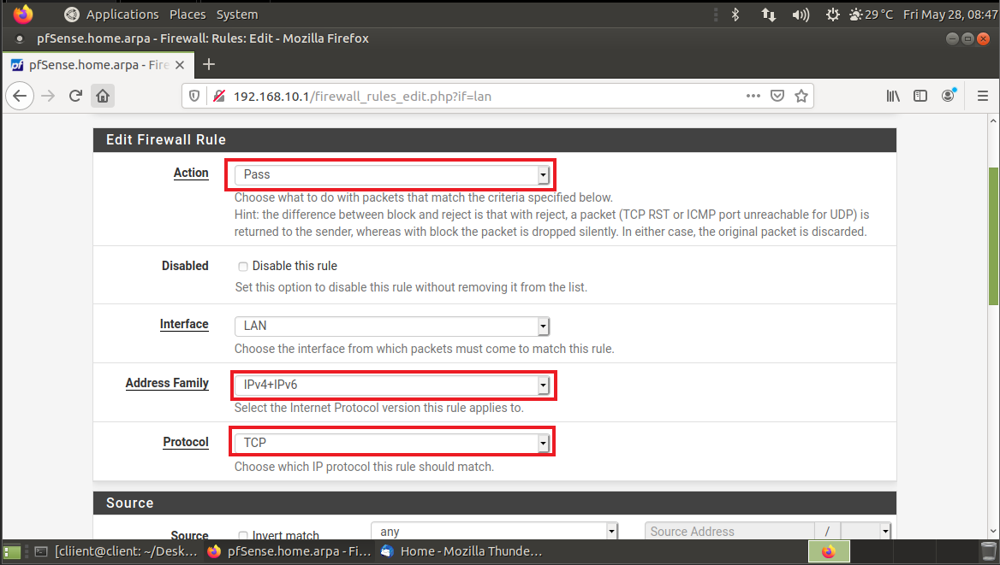 Applications Places System 29 °C Fri May 28, 08:47
pfSense.home.arpa - Firewall: Rules: Edit - Mozilla Firefox
pf pfSense.home.arpa - Fire
192.168.10.1/firewall_rules_edit.php?if=lan
Edit Firewall Rule
Action Pass
Choose what to do with packets that match the criteria specified below.
Hint: the difference between block and reject is that with reject, a packet (TCP RST or ICMP port unreachable for UDP) is
returned to the sender, whereas with block the packet is dropped silently. In either case, the original packet is discarded.
Disabled Disable this rule
Set this option to disable this rule without removing it from the list.
Interface LAN
Choose the interface from which packets must come to match this rule.
Address Family IPv4+IPv6
Select the Internet Protocol version this rule applies to.
Protocol TCP
Choose which IP protocol this rule should match.
Source
Source Invert match any Source Address /
[cliient@client: ~/Desk... pfSense.home.arpa - Fi... Home - Mozilla Thunde...